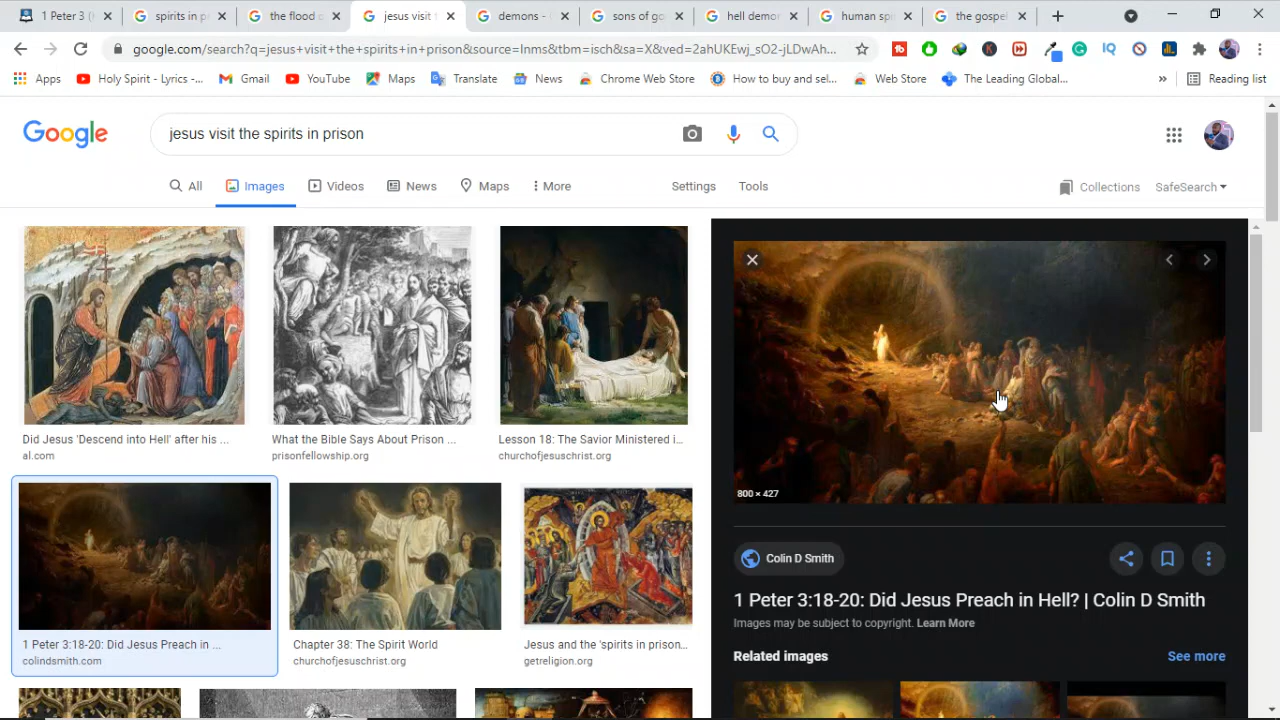 1 Peter 3 (
spirits in p
the flood o
jesus visit
demons - G
sons of go
hell demo
human spi
the gospel
google.com/search?q=jesus+visit+the+spirits+in+prison&source=lnms&tbm=isch&sa=X&ved=2ahUKEwj_sO2-jLDwAh...
Apps
Holy Spirit - Lyrics -...
Gmail
YouTube
Maps
Translate
News
Chrome Web Store
How to buy and sel...
Web Store
The Leading Global...
»
Reading list
Google
jesus visit the spirits in prison
All
Images
Videos
News
Maps
More
Settings
Tools
Collections
SafeSearch
Did Jesus 'Descend into Hell' after his ...
al.com
What the Bible Says About Prison ...
prisonfellowship.org
Lesson 18: The Savior Ministered i...
churchofjesuschrist.org
1 Peter 3:18-20: Did Jesus Preach in ...
colindsmith.com
Chapter 38: The Spirit World
churchofjesuschrist.org
Jesus and the 'spirits in prison...
getreligion.org
800 × 427
Colin D Smith
1 Peter 3:18-20: Did Jesus Preach in Hell? | Colin D Smith
Images may be subject to copyright. Learn More
Related images
See more